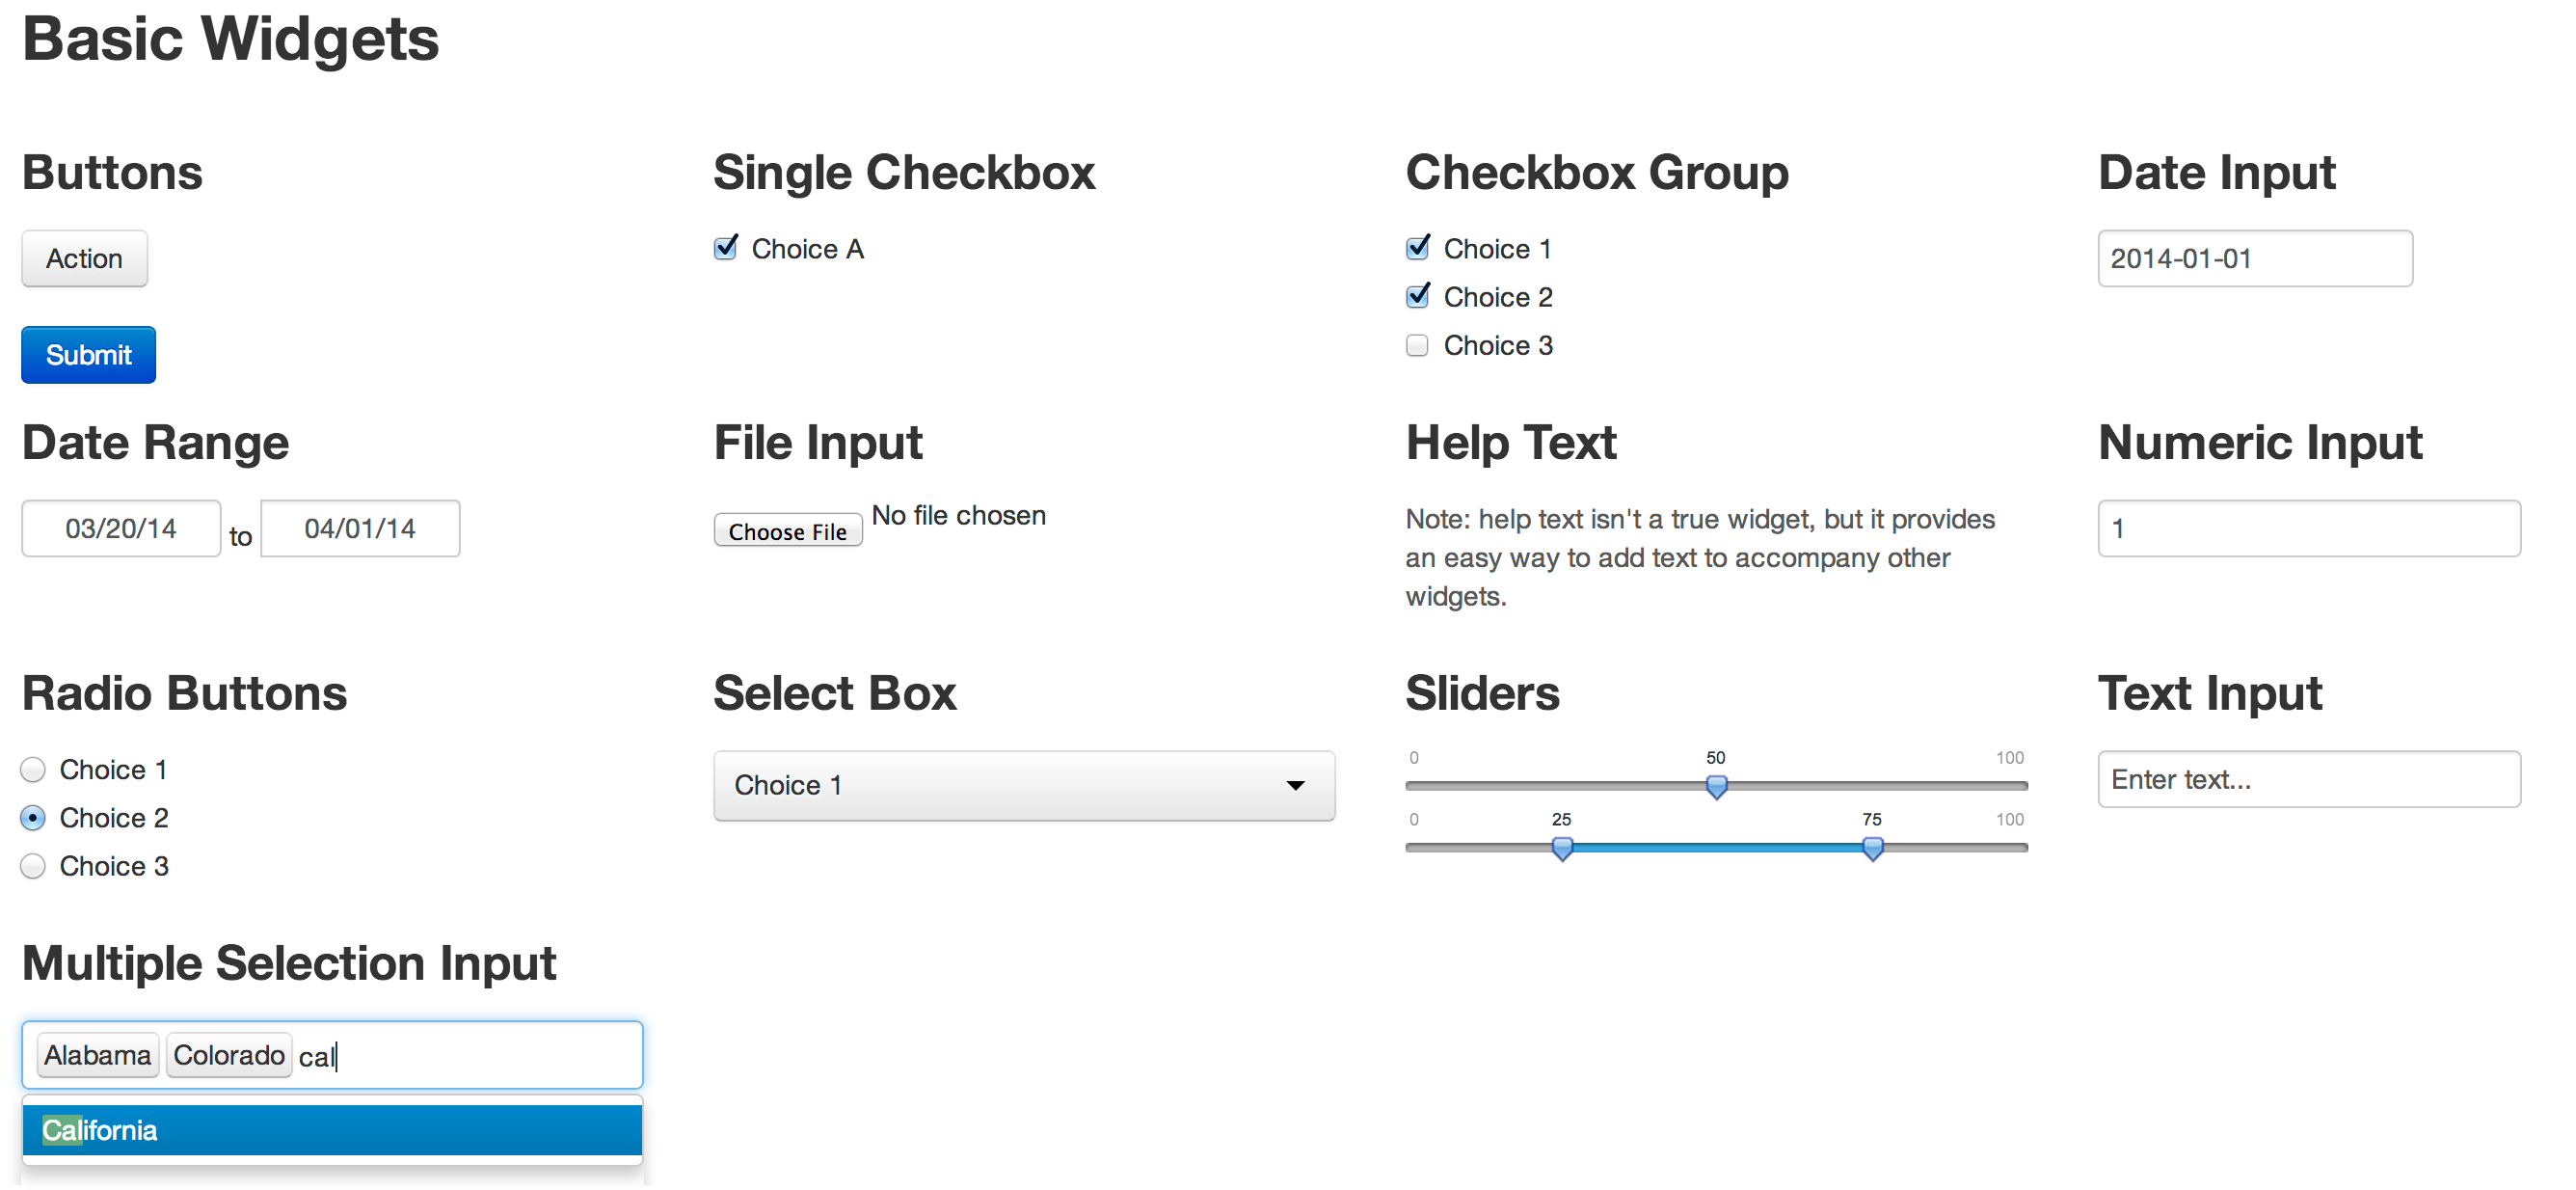 Basic Widgets
Buttons
Action
Submit
Single Checkbox
Choice A
Checkbox Group
Choice 1
Choice 2
Choice 3
Date Input
2014-01-01
Date Range
03/20/14 to 04/01/14
File Input
Choose File No file chosen
Help Text
Note: help text isn't a true widget, but it provides
an easy way to add text to accompany other
widgets.
Numeric Input
1
Radio Buttons
Choice 1
Choice 2
Choice 3
Select Box
Choice 1
Sliders
0 50 100
0 25 75 100
Text Input
Enter text...
Multiple Selection Input
Alabama Colorado cal
California